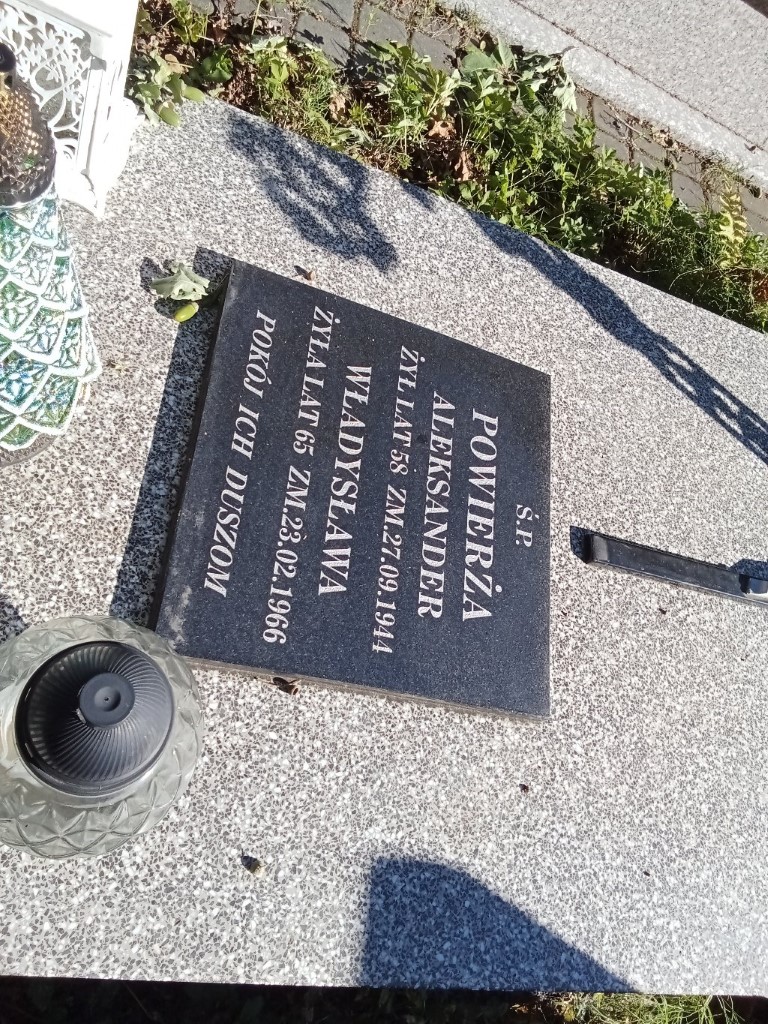 Ś.P.
POWIERŻA
ALEKSANDER
ŻYŁ LAT 58 ZM.27.09.1944
WŁADYSŁAWA
ŻYŁA LAT 65 ZM.23.02.1966
POKÓJ ICH DUSZOM